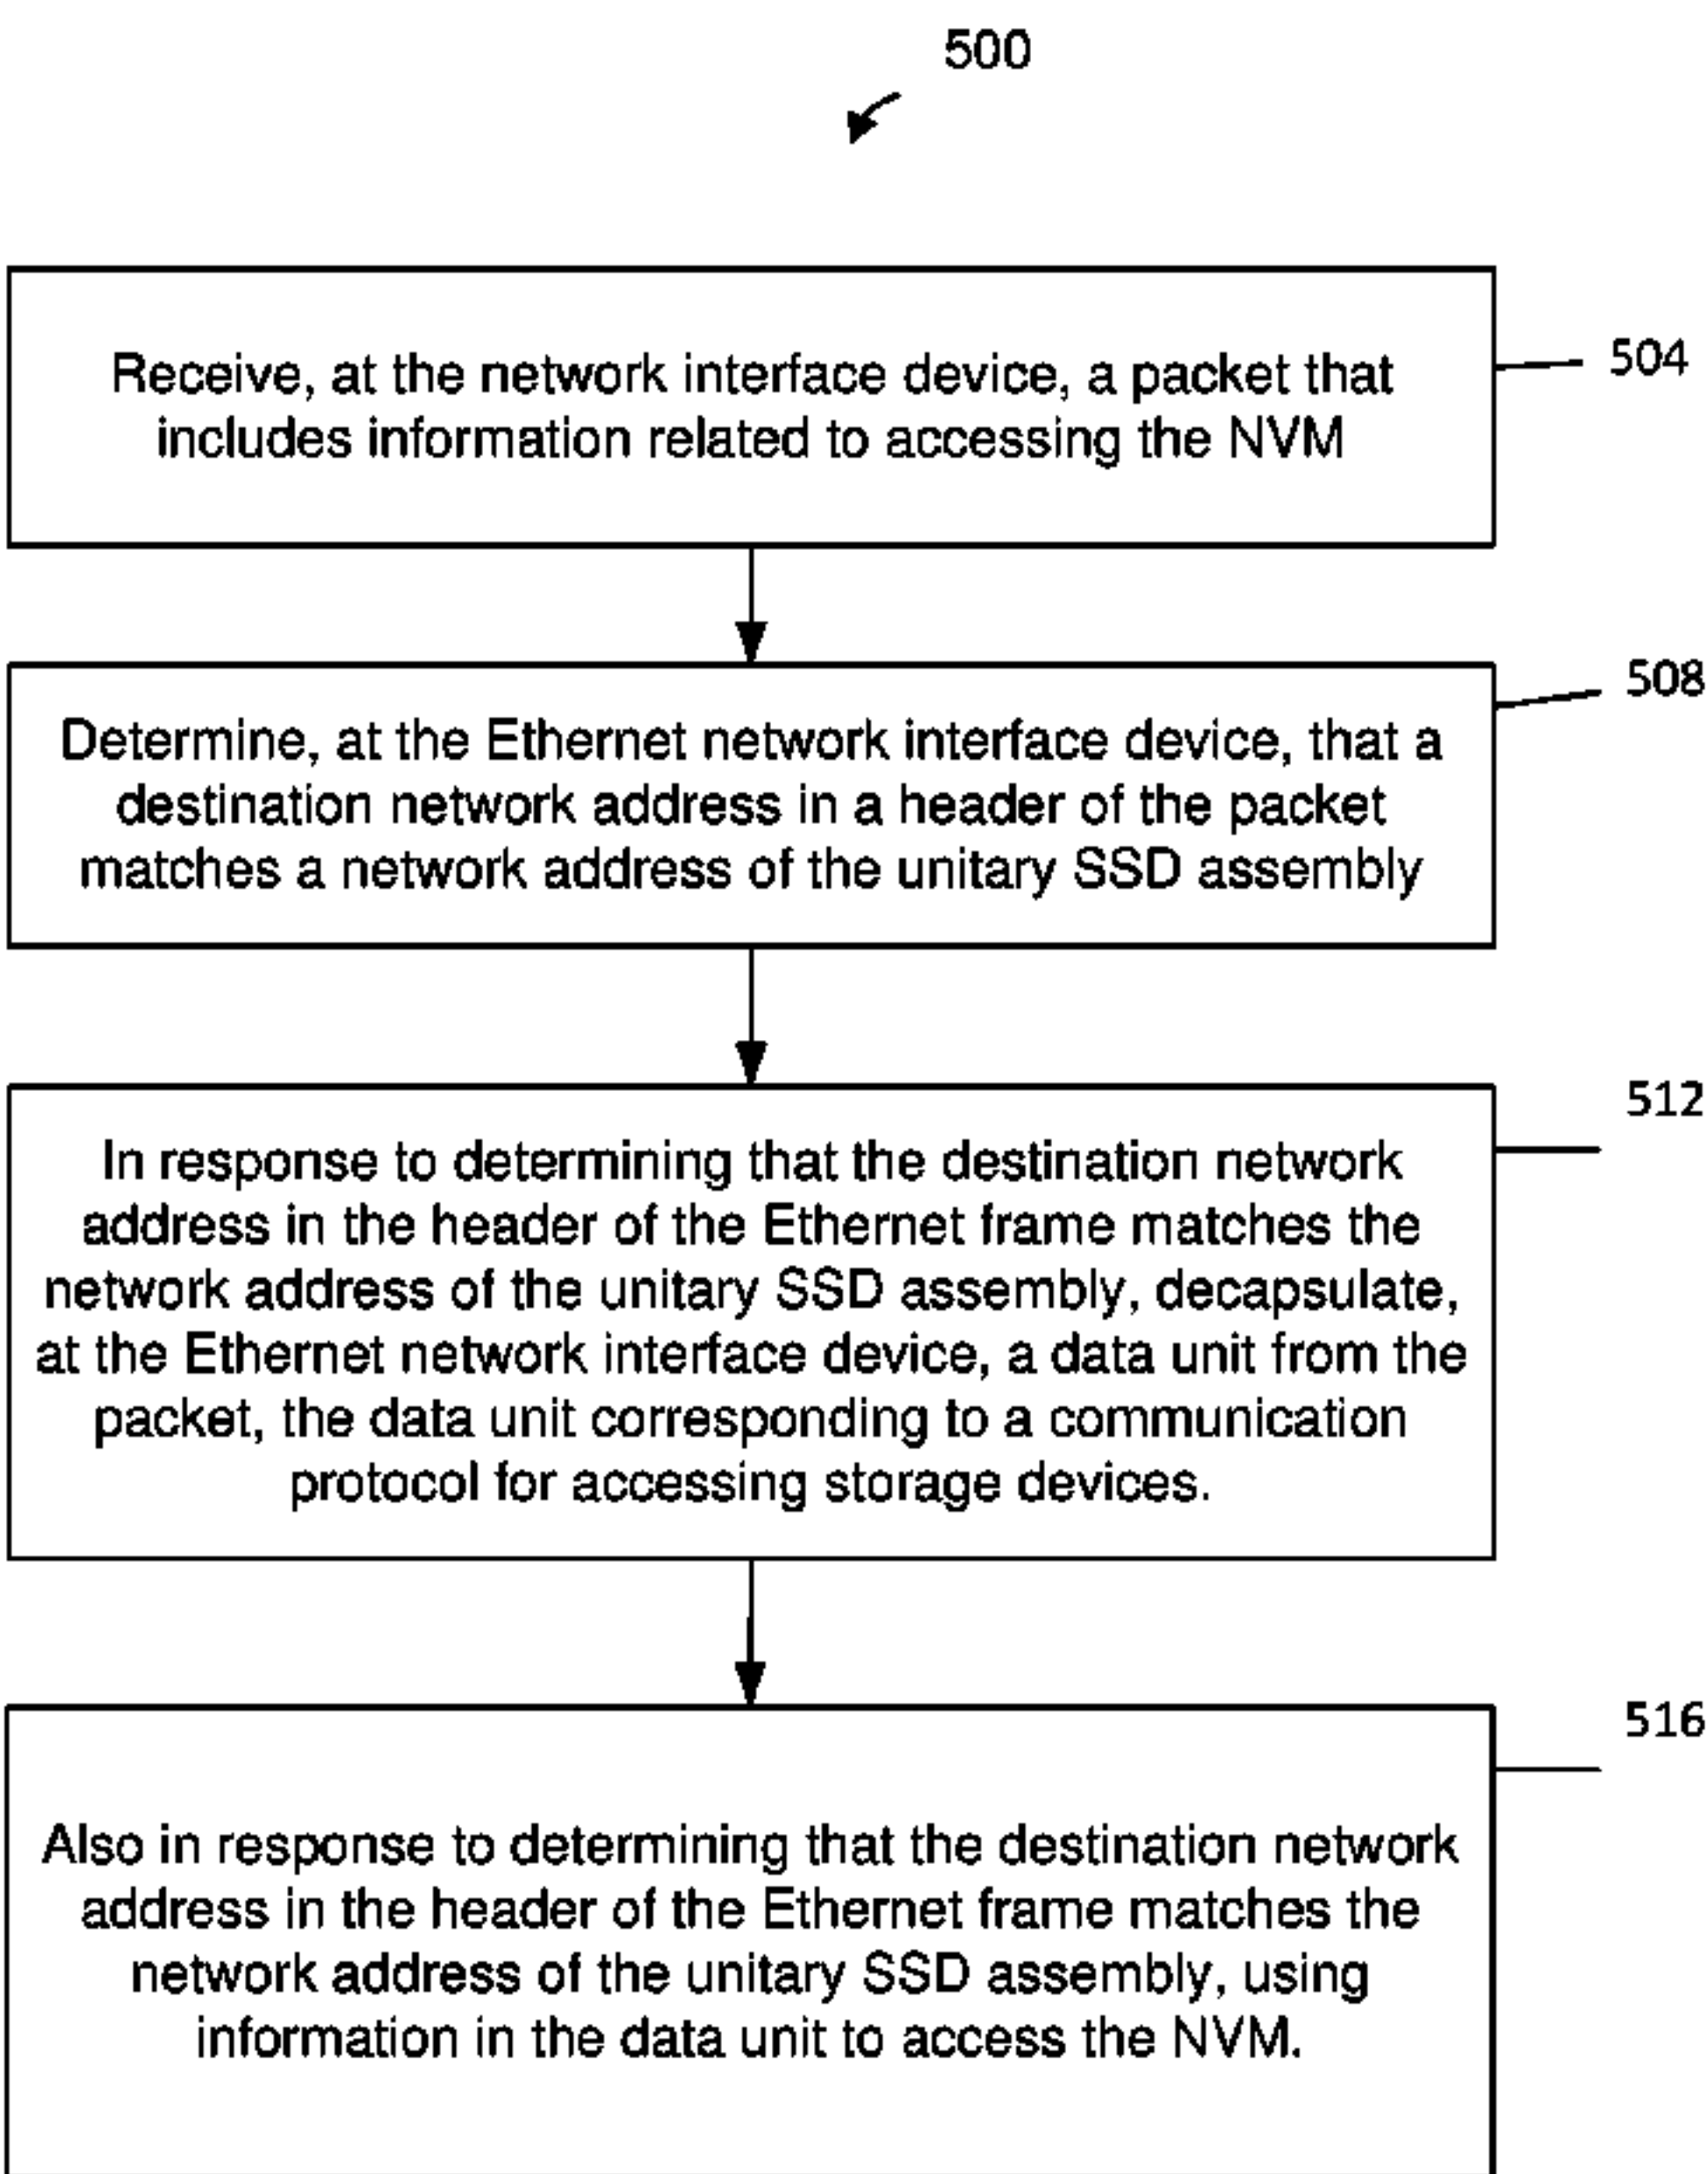 500
Receive, at the network interface device, a packet that
includes information related to accessing the NVM
504
Determine, at the Ethernet network interface device, that a
destination network address in a header of the packet
matches a network address of the unitary SSD assembly
508
In response to determining that the destination network
address in the header of the Ethernet frame matches the
network address of the unitary SSD assembly, decapsulate,
at the Ethernet network interface device, a data unit from the
packet, the data unit corresponding to a communication
protocol for accessing storage devices.
512
Also in response to determining that the destination network
address in the header of the Ethernet frame matches the
network address of the unitary SSD assembly, using
information in the data unit to access the NVM.
516